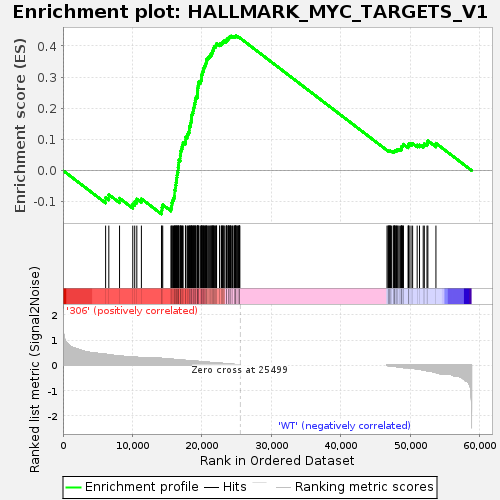 Enrichment plot: HALLMARK_MYC_TARGETS_V1
Enrichment score (ES)
0.4
0.3
0.2
0.1
0.0
-0.1
'306' (positively correlated)
Ranked list metric (Signal2Noise)
2
1
0
-1
-2
Zero cross at 25499
'WT' (negatively correlated)
0 10,000 20,000 30,000 40,000 50,000 60,000
Rank in Ordered Dataset
Enrichment profile Hits Ranking metric scores